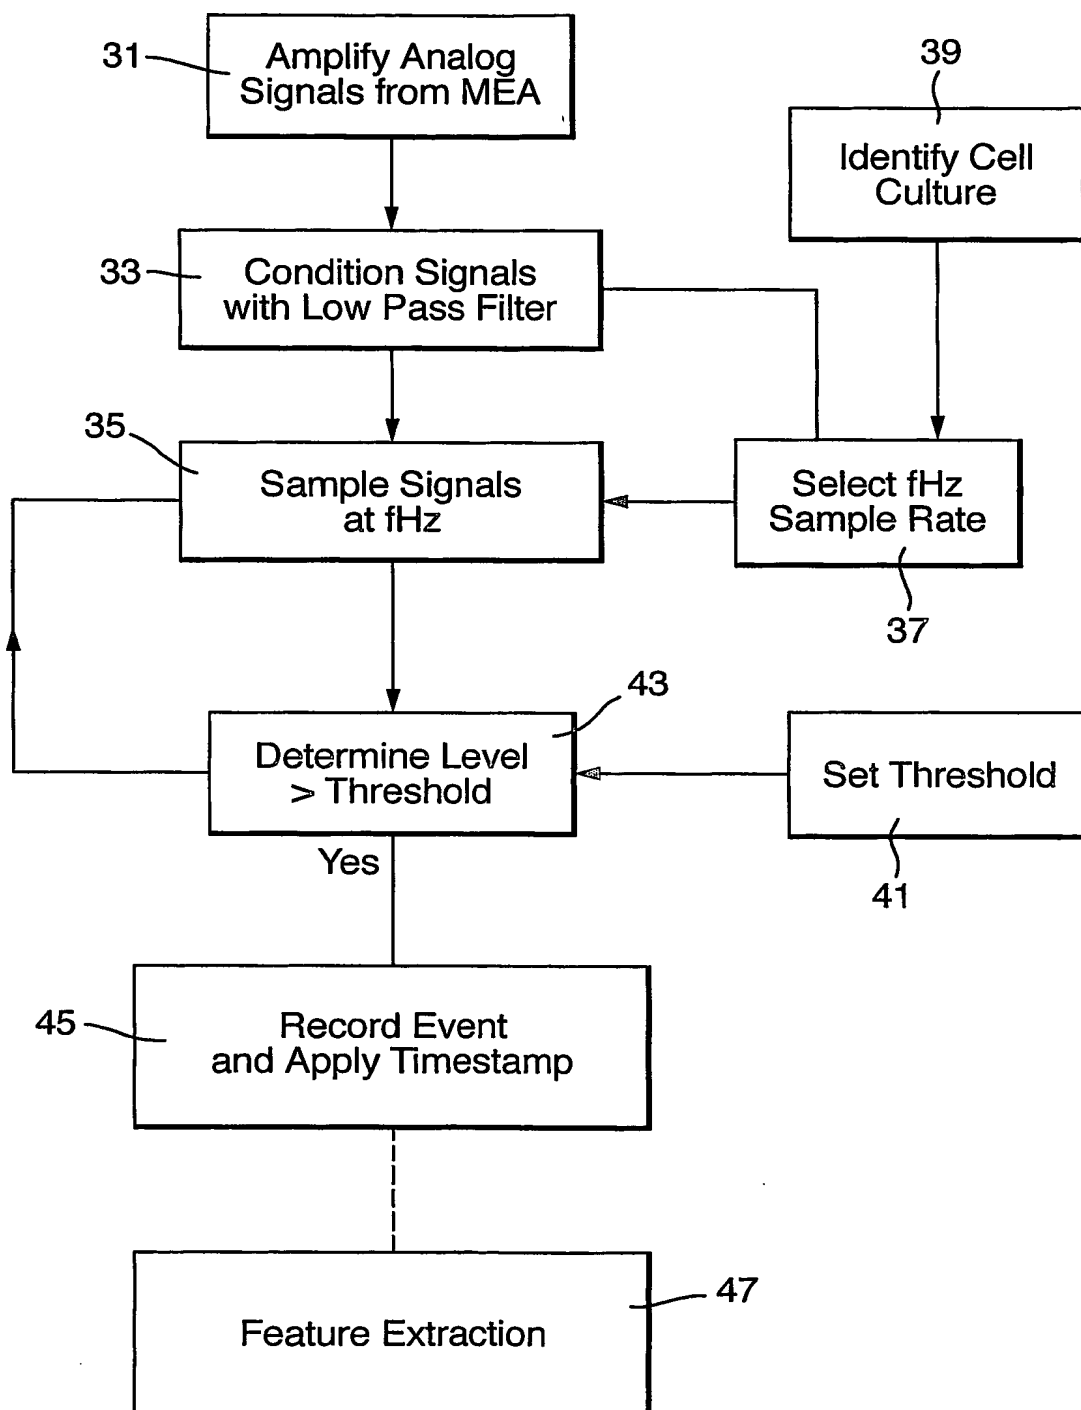 31
Amplify Analog
Signals from MEA
39
Identify Cell
Culture
33
Condition Signals
with Low Pass Filter
35
Sample Signals
at fHz
Select fHz
Sample Rate
37
43
Determine Level
> Threshold
Set Threshold
41
Yes
45
Record Event
and Apply Timestamp
47
Feature Extraction